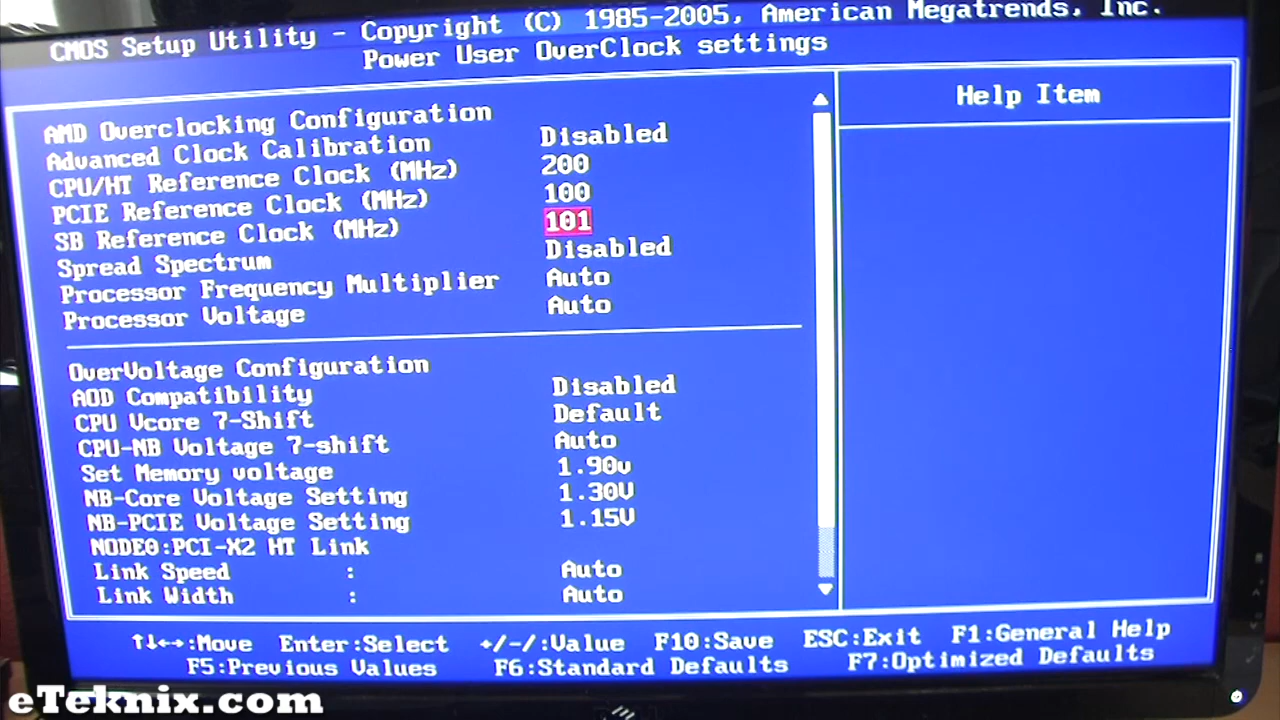 CMOS Setup Utility - Copyright (C) 1985-2005, American Megatrends, Inc.
Power User OverClock settings
Help Item
AMD Overclocking Configuration
Advanced Clock Calibration Disabled
CPU/HT Reference Clock (MHz) 200
PCIE Reference Clock (MHz) 100
SB Reference Clock (MHz) 101
Spread Spectrum Disabled
Processor Frequency Multiplier Auto
Processor Voltage Auto
OverVoltage Configuration
AOD Compatibility Disabled
CPU Vcore 7-Shift Default
CPU-NB Voltage 7-shift Auto
Set Memory voltage 1.90v
NB-Core Voltage Setting 1.30V
NB-PCIE Voltage Setting 1.15V
NODE0:PCI-X2 HT Link
Link Speed : Auto
Link Width : Auto
↑↓←→:Move Enter:Select +/-/:Value F10:Save ESC:Exit F1:General Help
F5:Previous Values F6:Standard Defaults F7:Optimized Defaults
eTeknix.com